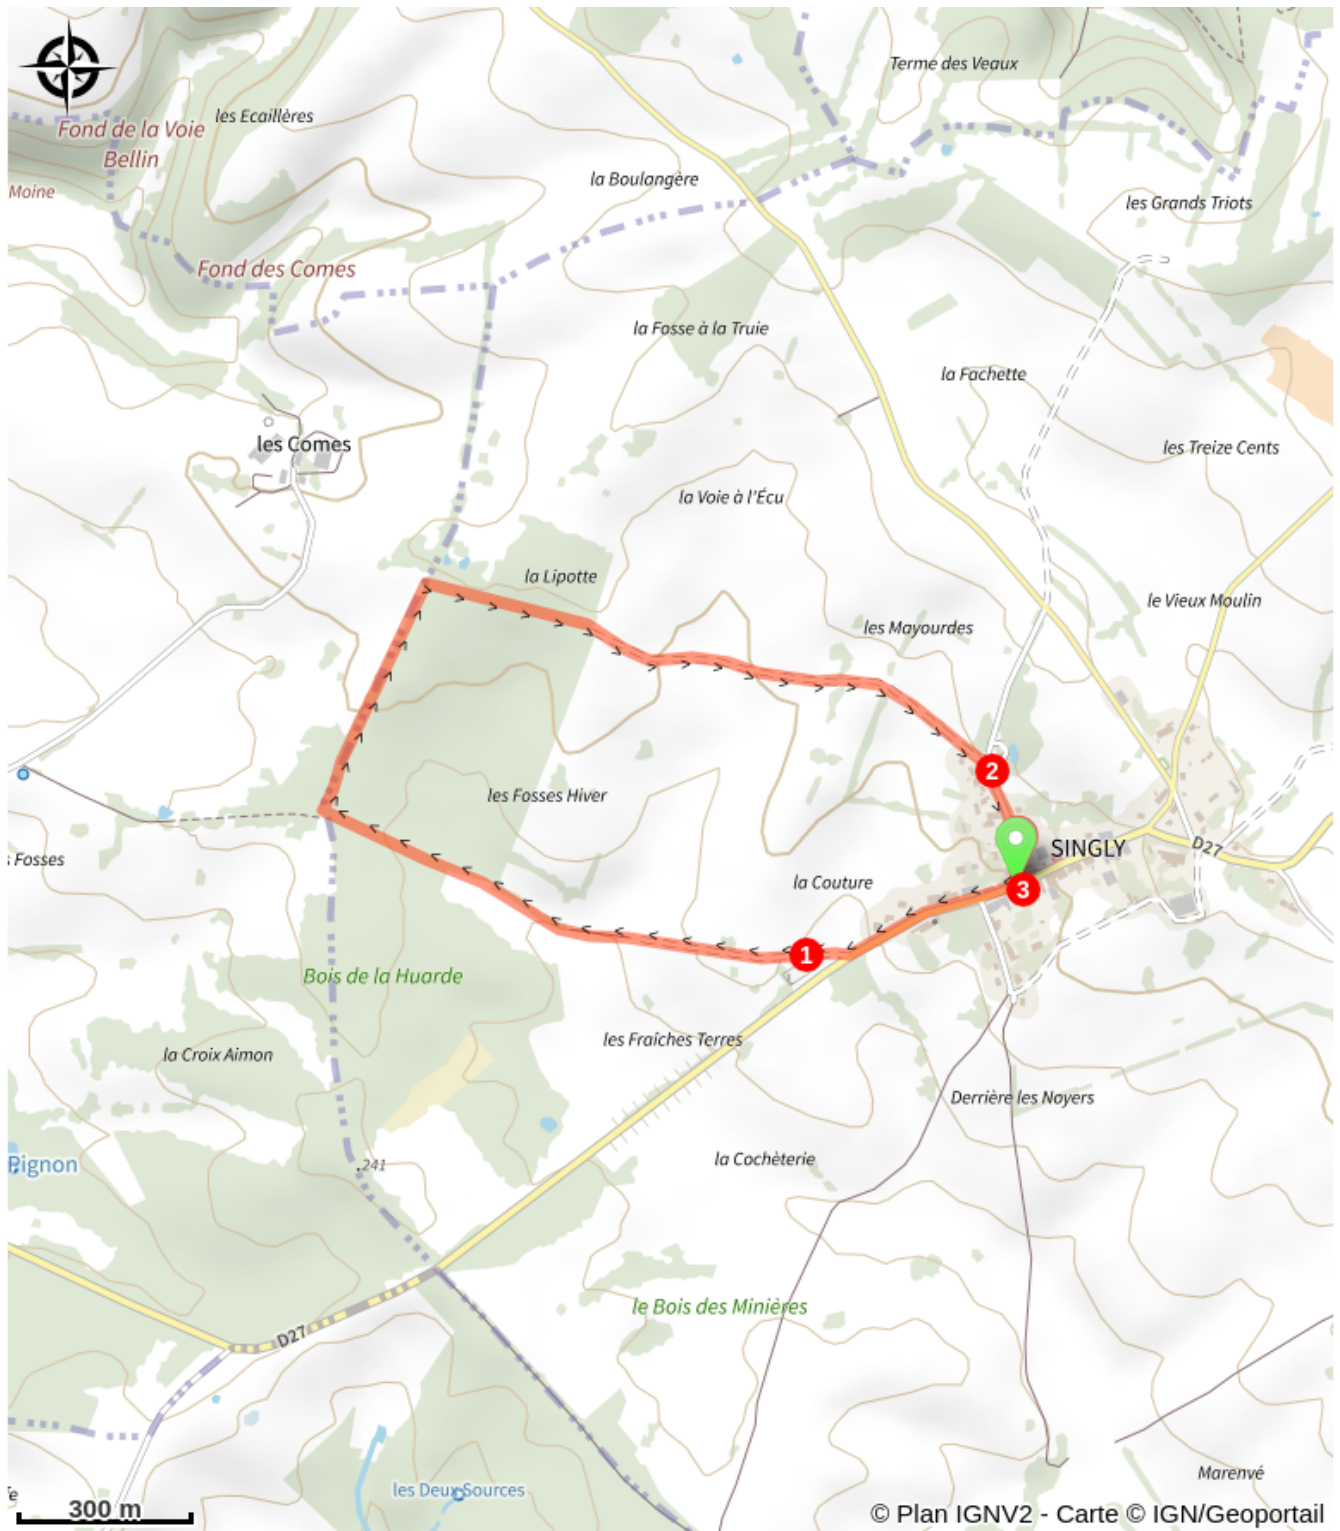 Terme des Veaux
les Ecaillères
Fond de la Voie
Bellin
la Boulangère
Moine
les Grands Triots
Fond des Comes
la Fosse à la Truie
la Fachette
les Comes
les Treize Cents
la Voie à l'Écu
la Lipotte
le Vieux Moulin
les Mayourdes
2
les Fosses Hiver
SINGLY
D27
Fosses
la Couture
3
1
Bois de la Huarde
les Fraîches Terres
la Croix Aimon
Derrière les Noyers
la Cochèterie
Pignon
241
le Bois des Minières
D27
Marenvé
les Deux Sources
300 m
© Plan IGNV2 - Carte © IGN/Geoportail